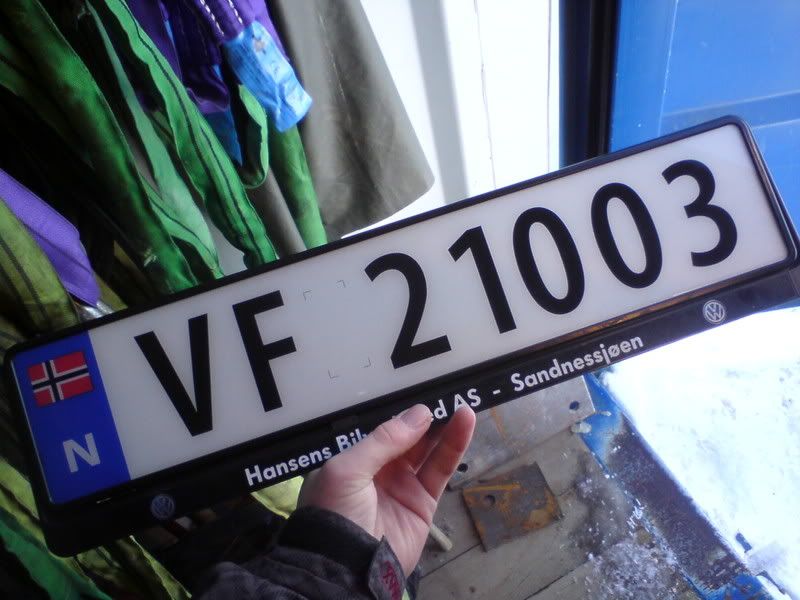 VF 21003
N
Hansens AS - Sandnessjøen